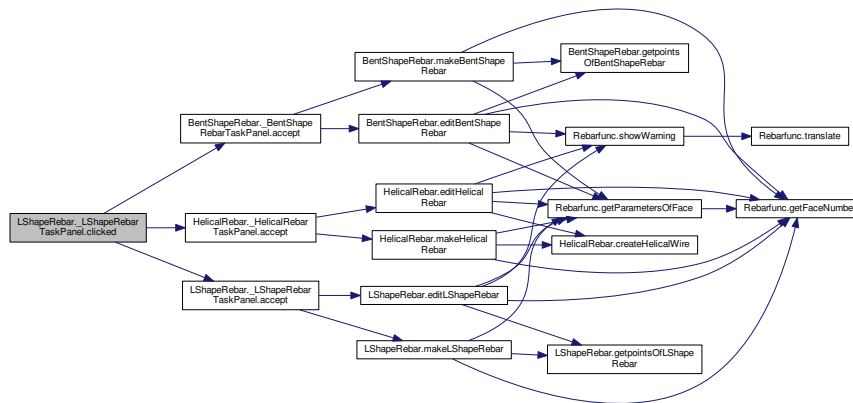 BentShapeRebar.makeBentShape
Rebar
BentShapeRebar.getpoints
OfBentShapeRebar
BentShapeRebar._BentShape
RebarTaskPanel.accept
BentShapeRebar.editBentShape
Rebar
Rebarfunc.showWarning
Rebarfunc.translate
LShapeRebar._LShapeRebar
TaskPanel.clicked
HelicalRebar._HelicalRebar
TaskPanel.accept
HelicalRebar.editHelical
Rebar
Rebarfunc.getParametersOfFace
Rebarfunc.getFaceNumber
HelicalRebar.makeHelical
Rebar
HelicalRebar.createHelicalWire
LShapeRebar._LShapeRebar
TaskPanel.accept
LShapeRebar.editLShapeRebar
LShapeRebar.makeLShapeRebar
LShapeRebar.getpointsOfLShape
Rebar